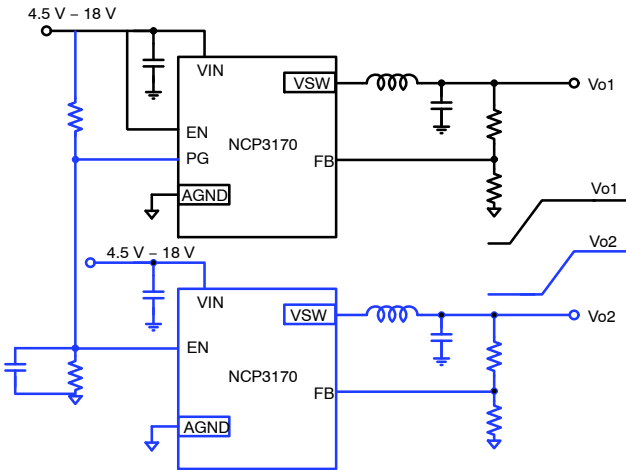 4.5 V – 18 V
VIN
VSW
Vo1
EN
NCP3170
PG
FB
AGND
Vo1
Vo2
4.5 V – 18 V
VIN
VSW
Vo2
EN
NCP3170
FB
AGND